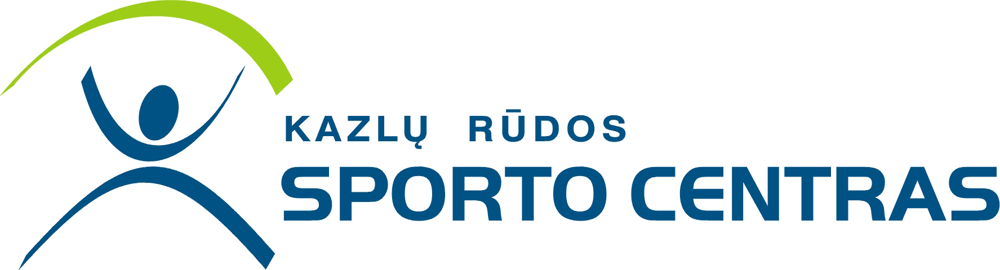 KAZLŲ RŪDOS
SPORTO CENTRAS